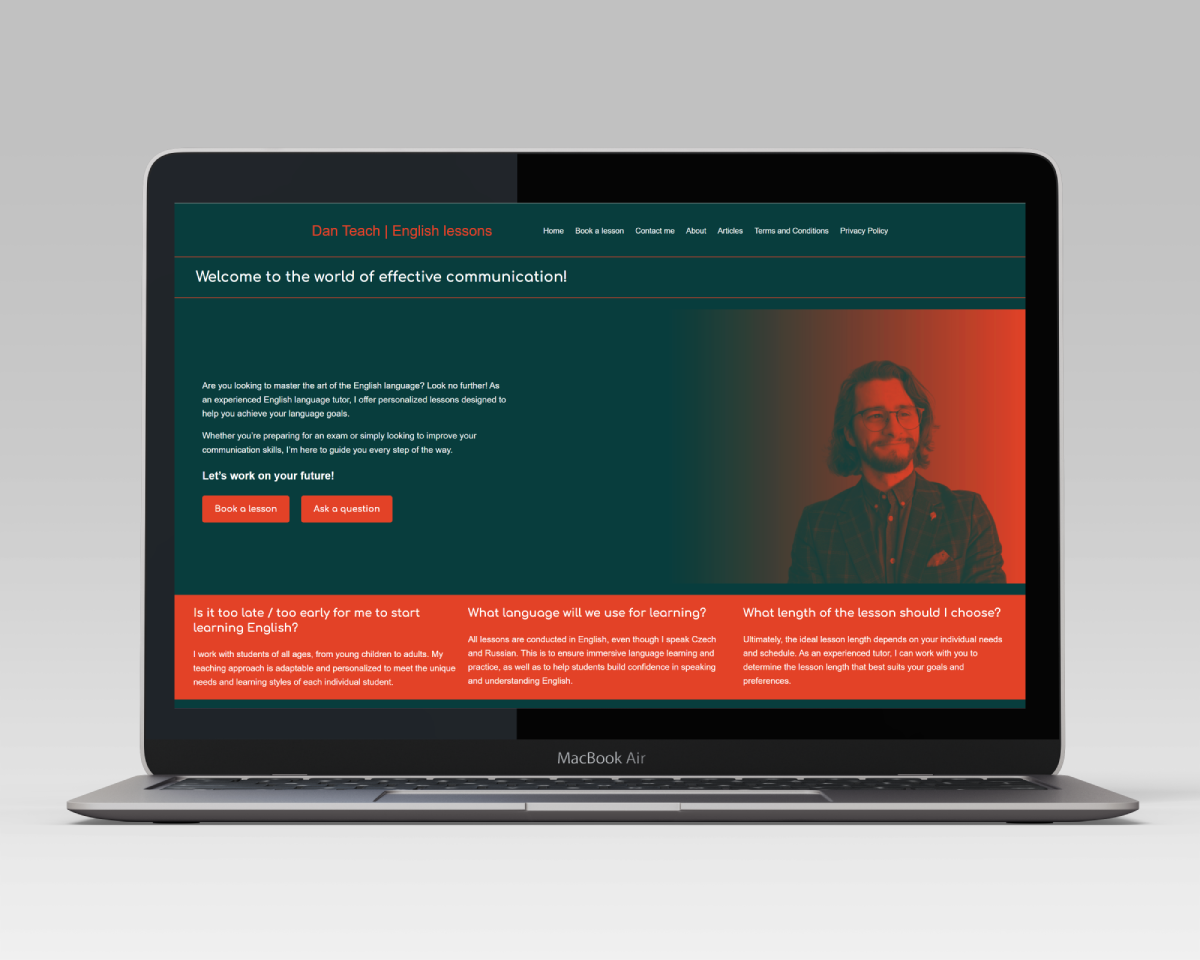 Dan Teach | English lessons
Home Book a lesson Contact me About Articles Terms and Conditions Privacy Policy
Welcome to the world of effective communication!
Are you looking to master the art of the English language? Look no further! As
an experienced English language tutor, I offer personalized lessons designed to
help you achieve your language goals.
Whether you're preparing for an exam or simply looking to improve your
communication skills, I'm here to guide you every step of the way.
Let's work on your future!
Book a lesson
Ask a question
Is it too late / too early for me to start
learning English?
I work with students of all ages, from young children to adults. My
teaching approach is adaptable and personalized to meet the unique
needs and learning styles of each individual student.
What language will we use for learning?
All lessons are conducted in English, even though I speak Czech
and Russian. This is to ensure immersive language learning and
practice, as well as to help students build confidence in speaking
and understanding English.
What length of the lesson should I choose?
Ultimately, the ideal lesson length depends on your individual needs
and schedule. As an experienced tutor, I can work with you to
determine the lesson length that best suits your goals and
preferences.
MacBook Air